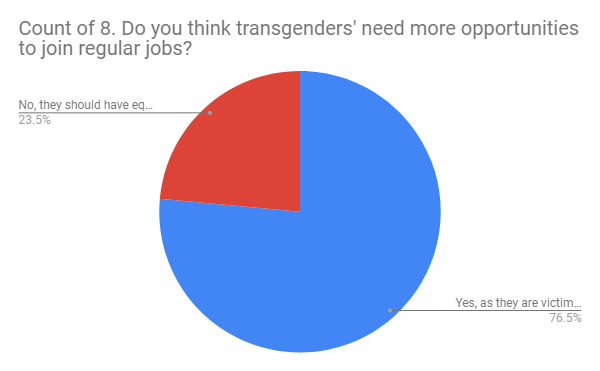 Count of 8. Do you think transgenders' need more opportunities
to join regular jobs?
No, they should have eq...
23.5%
Yes, as they are victim...
76.5%